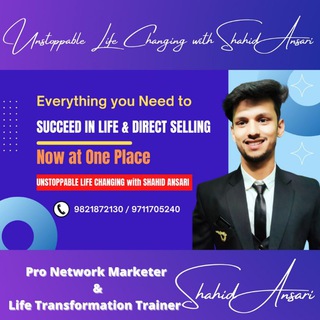 Unstoppable Life Changing with Shahid Ansari
Everything you Need to
SUCCEED IN LIFE & DIRECT SELLING
Now at One Place
UNSTOPPABLE LIFE CHANGING with SHAHID ANSARI
9821872130 / 9711705240
Pro Network Marketer
&
Life Transformation Trainer
Shahid Ansari